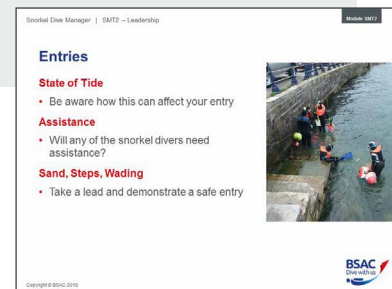 Snorkel Dive Manager | SMT2 – Leadership
Module SMT2
Entries
State of Tide
• Be aware how this can affect your entry
Assistance
• Will any of the snorkel divers need
assistance?
Sand, Steps, Wading
• Take a lead and demonstrate a safe entry
BSAC
Dive with us
Copyright © BSAC 2016